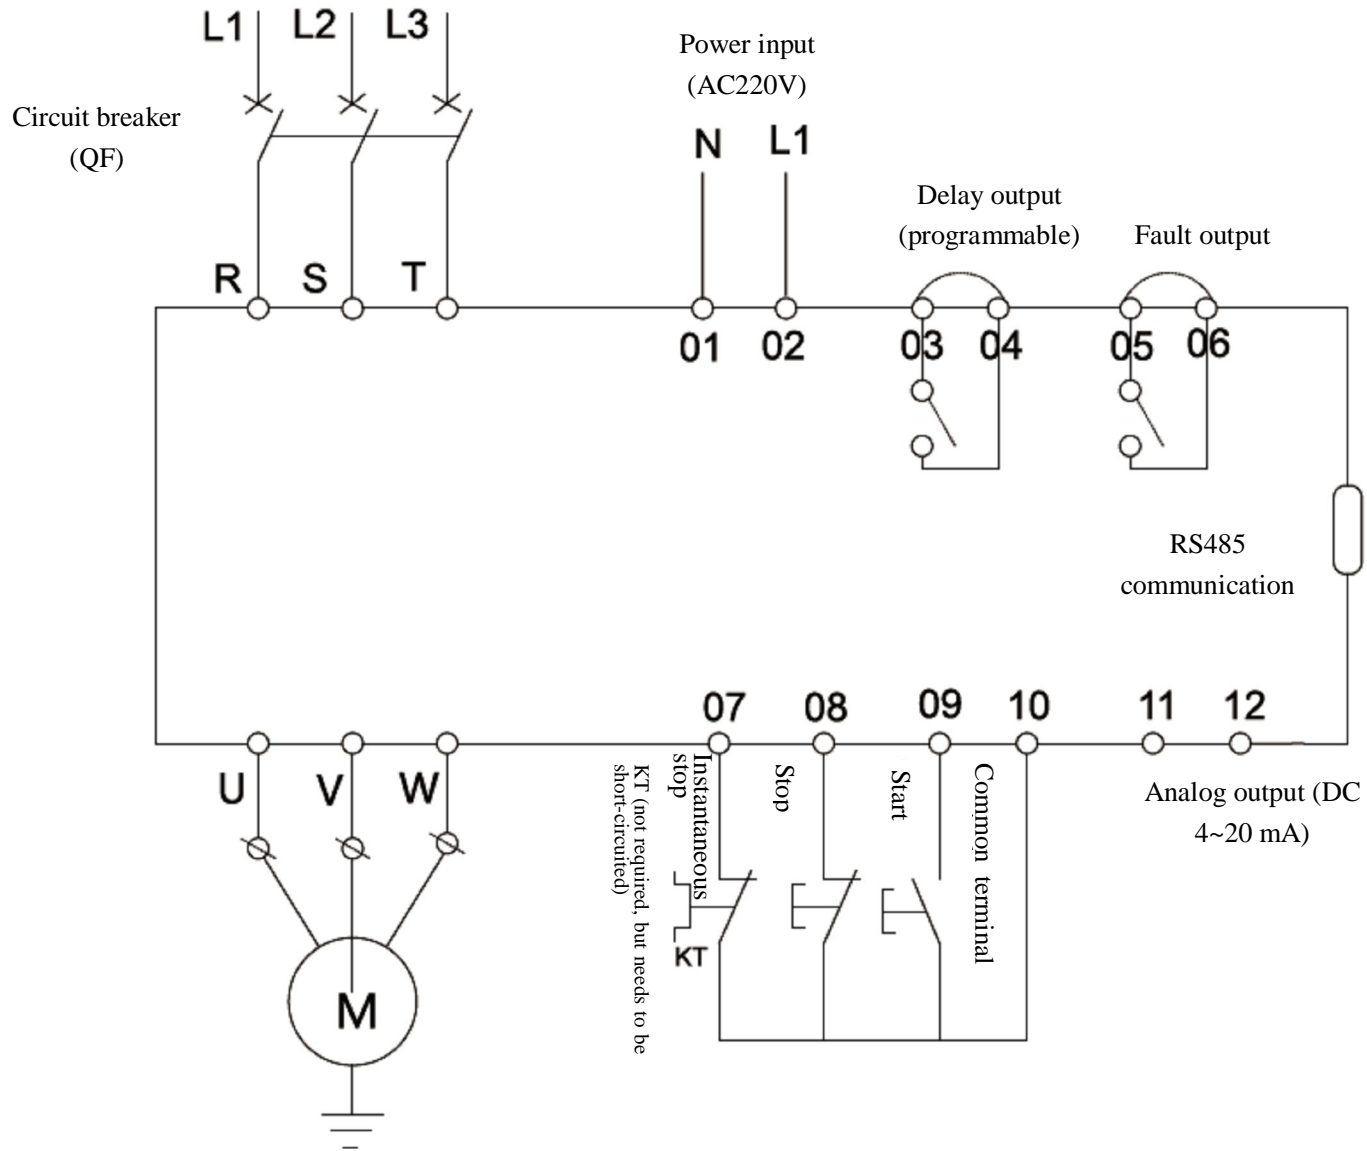 L1 L2 L3
Power input
(AC220V)
Circuit breaker
(QF)
N L1
Delay output
(programmable)
Fault output
R S T
01 02 03 04 05 06
RS485
communication
07 08 09 10 11 12
U V W
KT (not required, but needs to be
short-circuited)
Instantaneous
stop
Stop
Start
Common terminal
Analog output (DC
4~20 mA)
KT
M